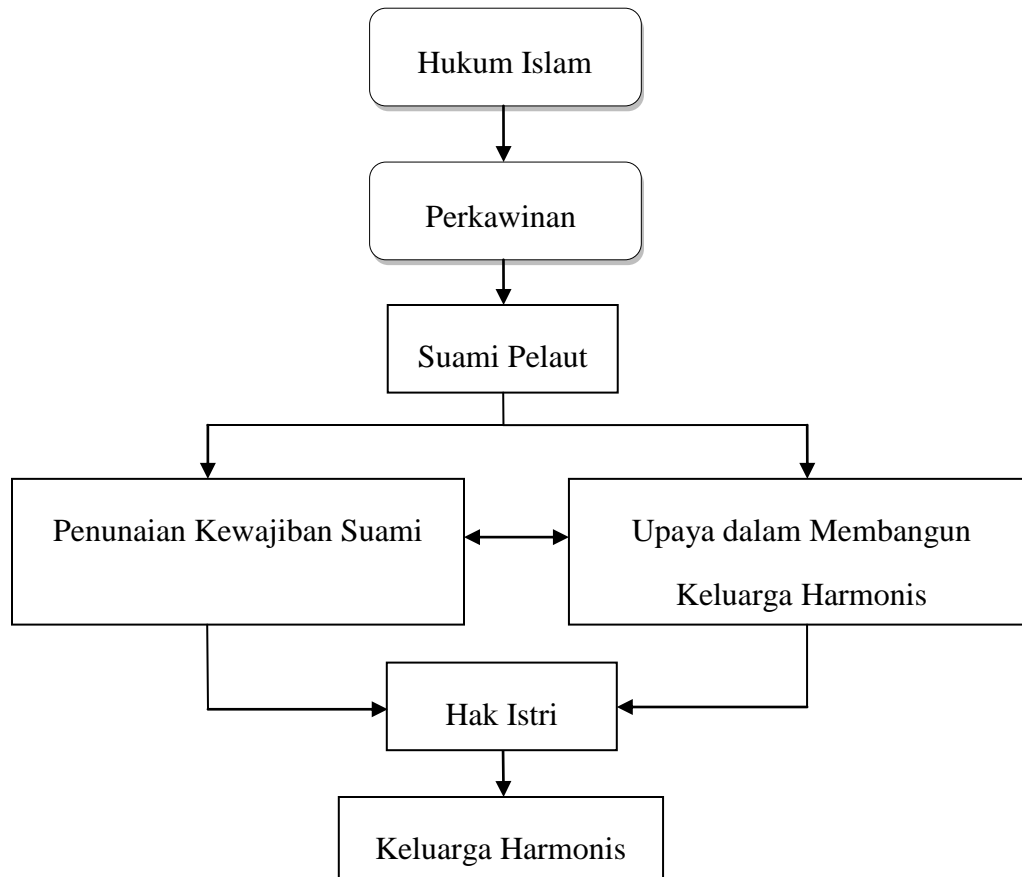 Hukum Islam
Perkawinan
Suami Pelaut
Penunaian Kewajiban Suami
Upaya dalam Membangun
Keluarga Harmonis
Hak Istri
Keluarga Harmonis